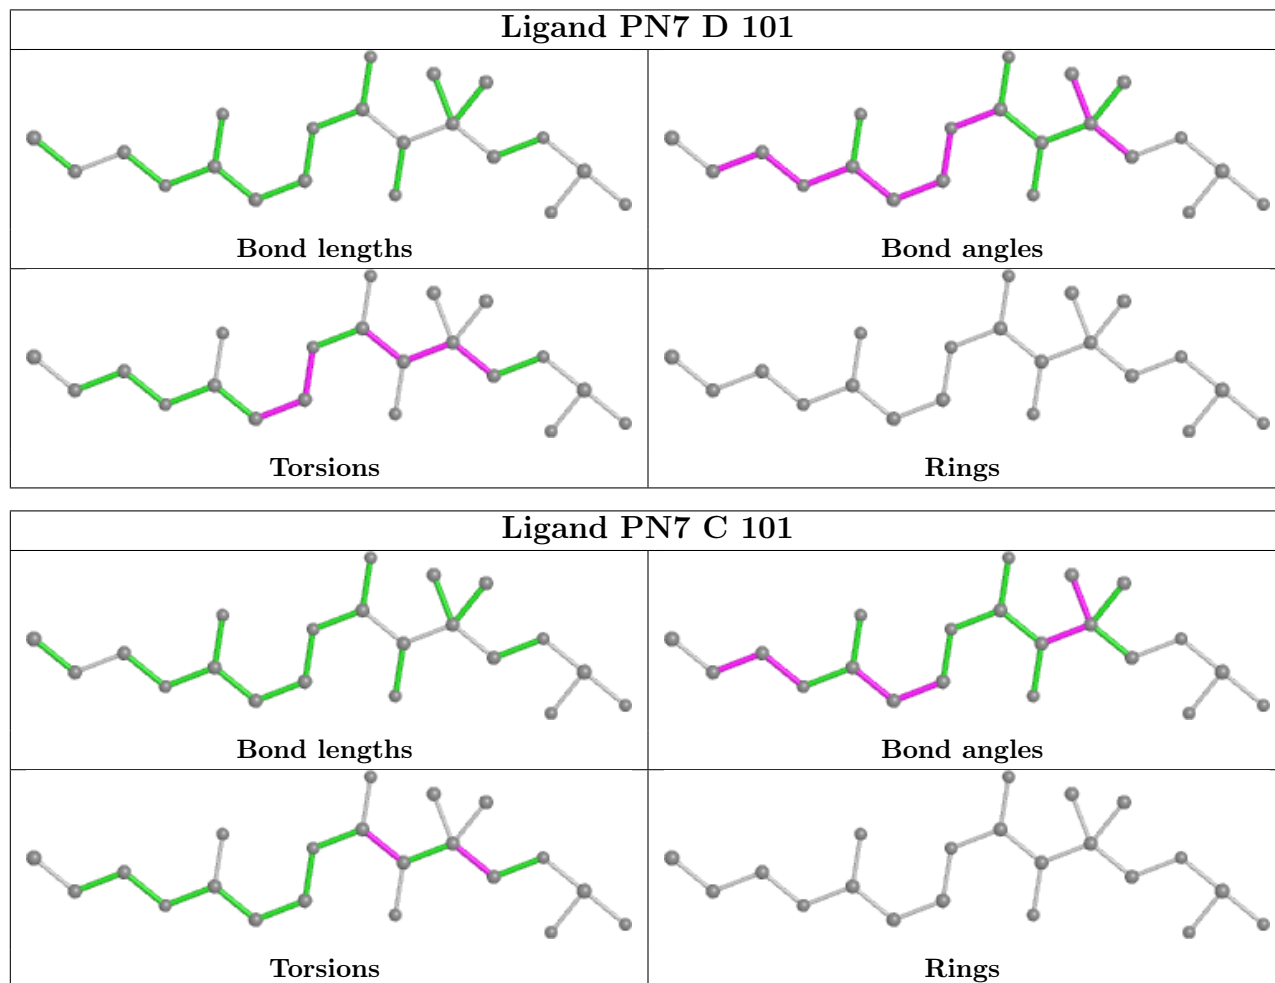 Ligand PN7 D 101
Bond lengths
Bond angles
Torsions
Rings
Ligand PN7 C 101
Bond lengths
Bond angles
Torsions
Rings